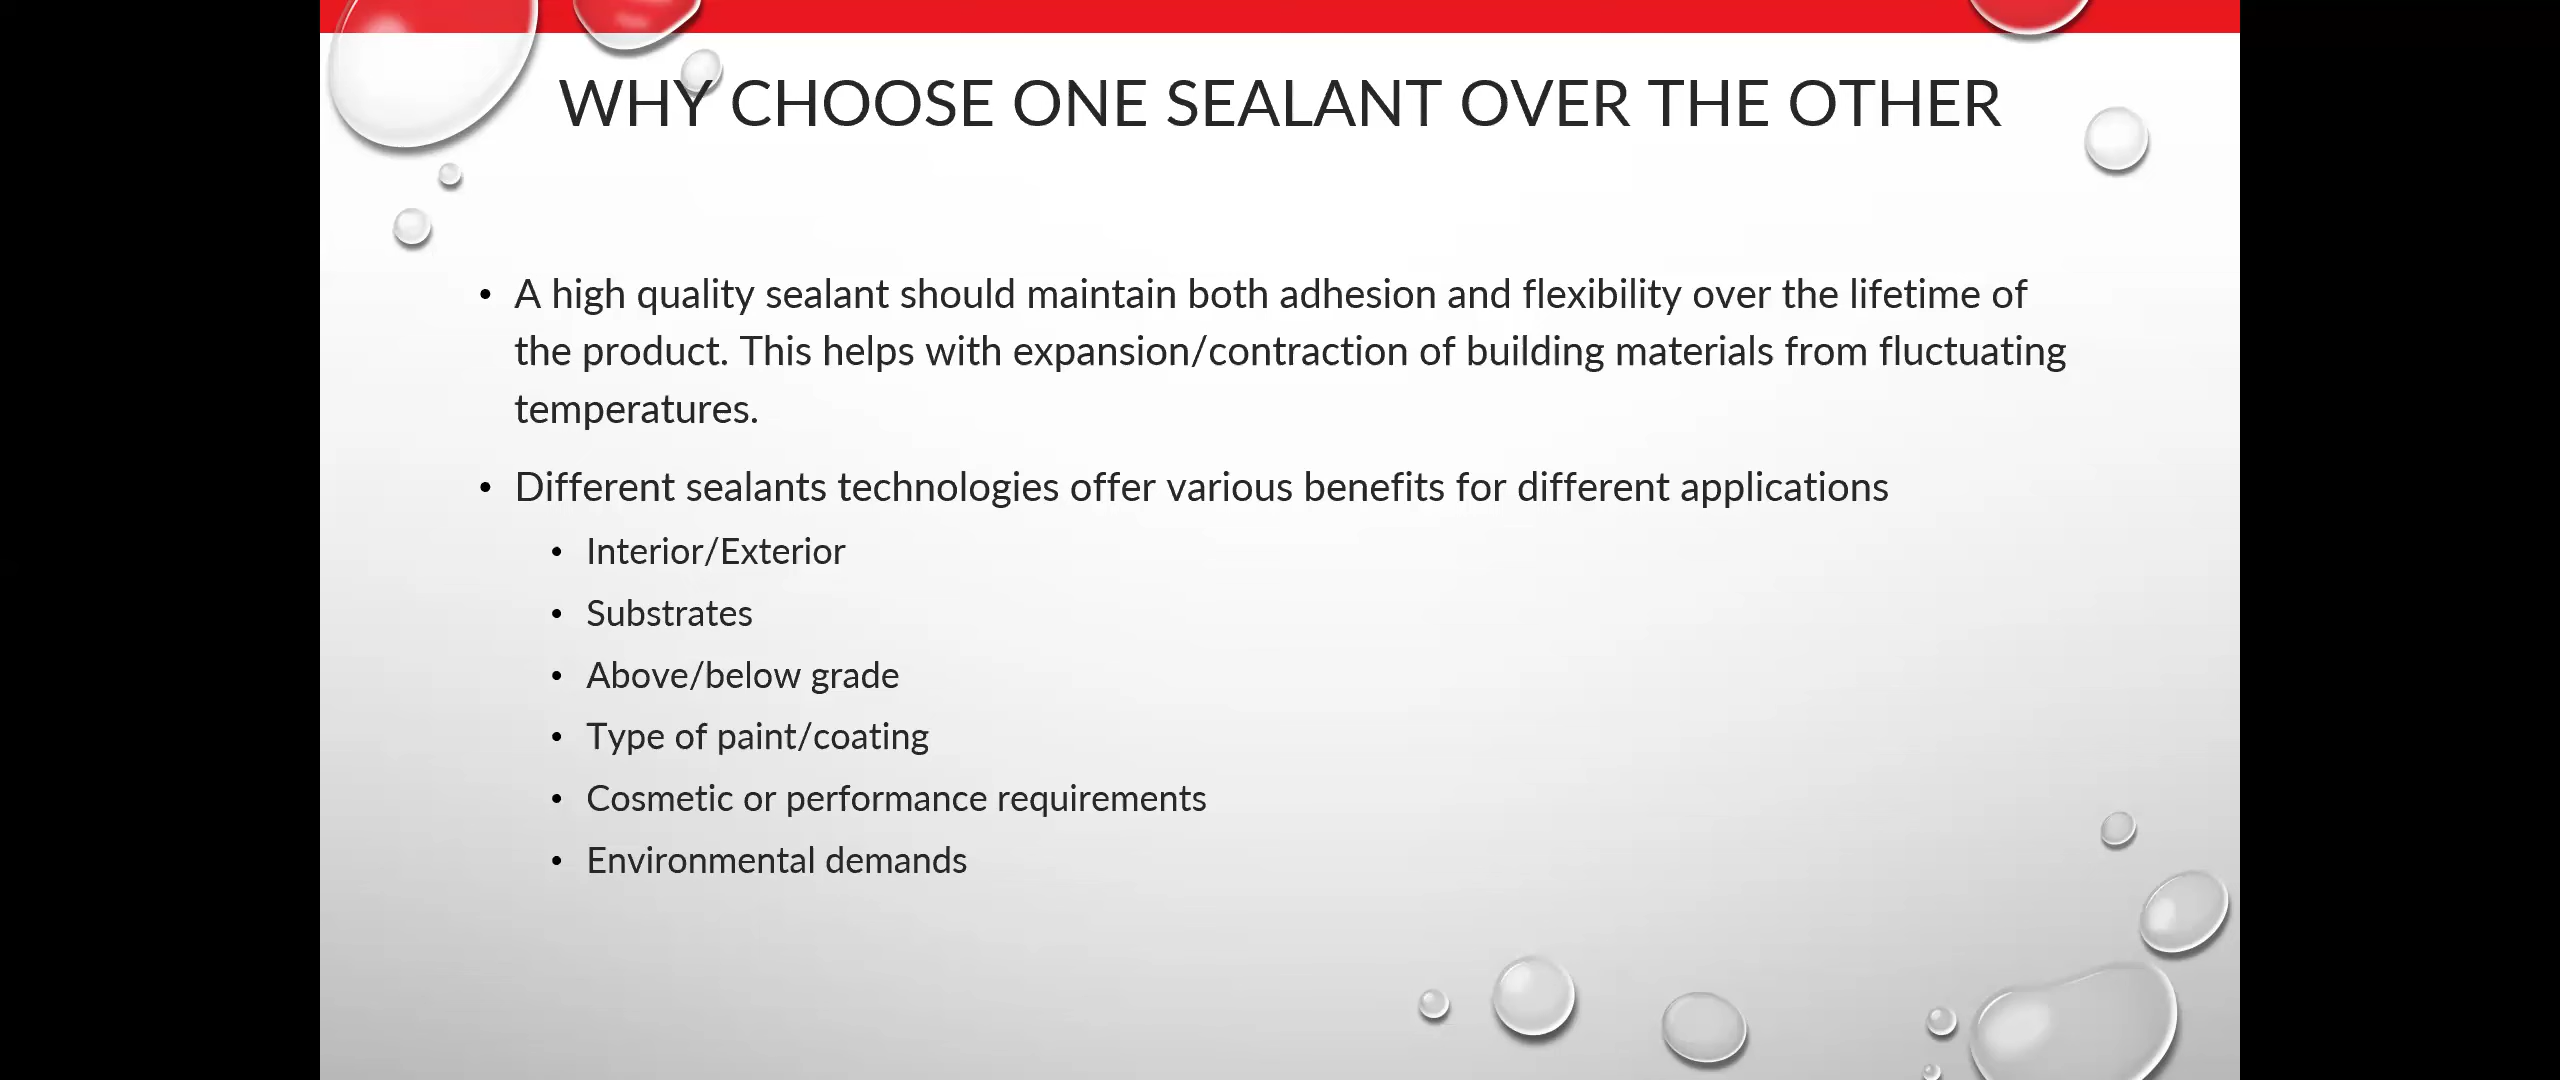 WHY CHOOSE ONE SEALANT OVER THE OTHER
• A high quality sealant should maintain both adhesion and flexibility over the lifetime of
the product. This helps with expansion/contraction of building materials from fluctuating
temperatures.
• Different sealants technologies offer various benefits for different applications
• Interior/Exterior
• Substrates
• Above/below grade
• Type of paint/coating
• Cosmetic or performance requirements
• Environmental demands